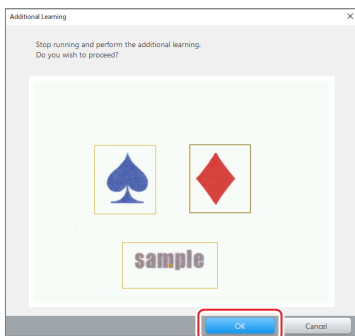 Additional Learning
Stop running and perform the additional learning.
Do you wish to proceed?
sample
OK
Cancel